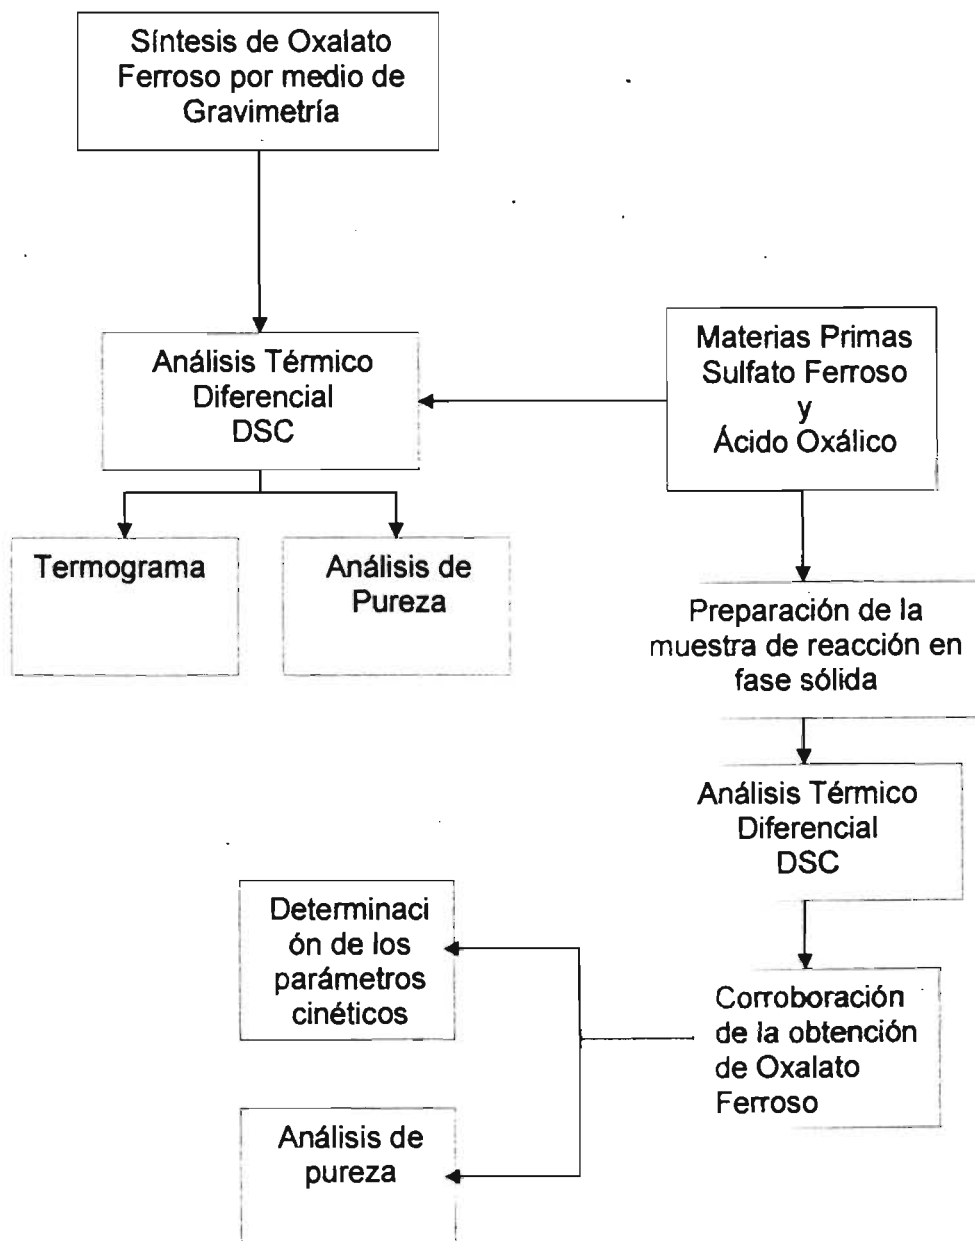 Síntesis de Oxalato
Ferroso por medio de
Gravimetría
Análisis Térmico
Diferencial
DSC
Materias Primas
Sulfato Ferroso
y
Ácido Oxálico
Termograma
Análisis de
Pureza
Preparación de la
muestra de reacción en
fase sólida
Análisis Térmico
Diferencial
DSC
Determinaci
ón de los
parámetros
cinéticos
Corroboración
de la obtención
de Oxalato
Ferroso
Análisis de
pureza